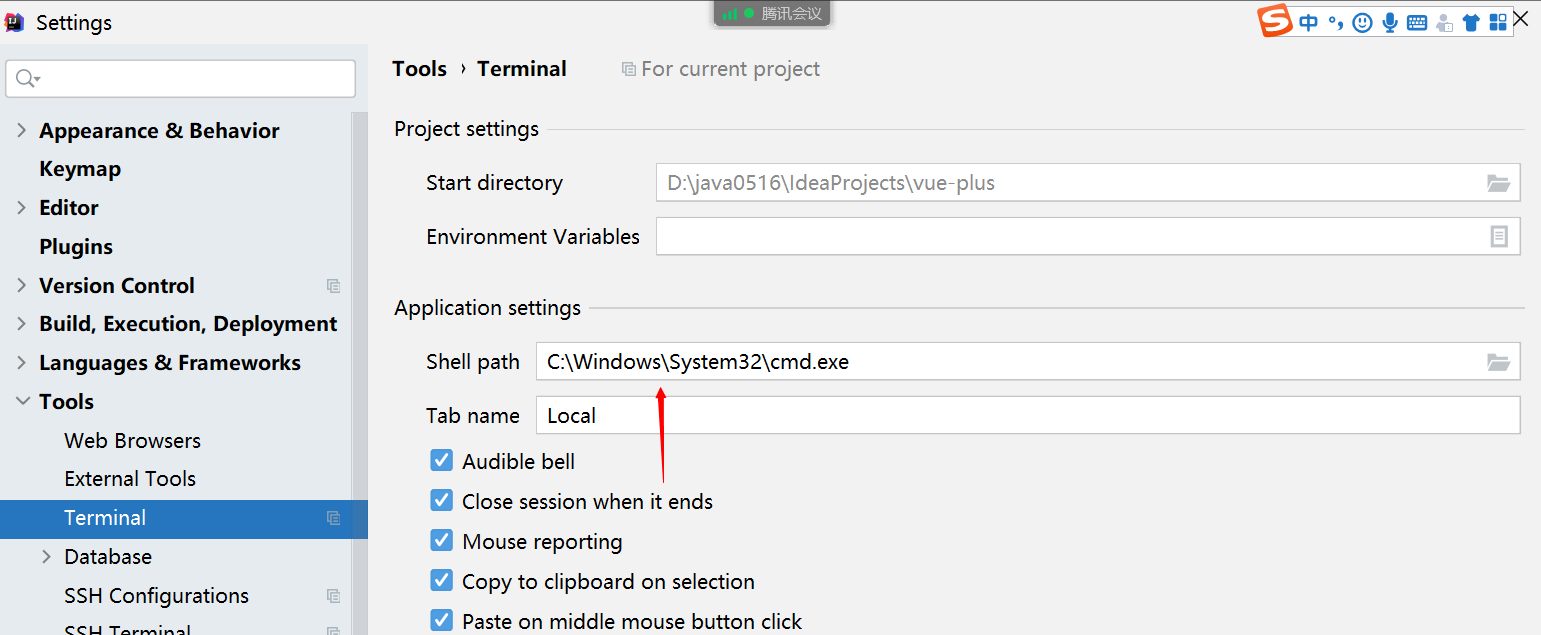 Settings
腾讯会议
S 中
Tools › Terminal
For current project
Appearance & Behavior
Keymap
Editor
Plugins
Version Control
Build, Execution, Deployment
Languages & Frameworks
Tools
Web Browsers
External Tools
Terminal
Database
SSH Configurations
SSH Terminal
Project settings
Start directory D:\java0516\IdeaProjects\vue-plus
Environment Variables
Application settings
Shell path C:\Windows\System32\cmd.exe
Tab name Local
Audible bell
Close session when it ends
Mouse reporting
Copy to clipboard on selection
Paste on middle mouse button click